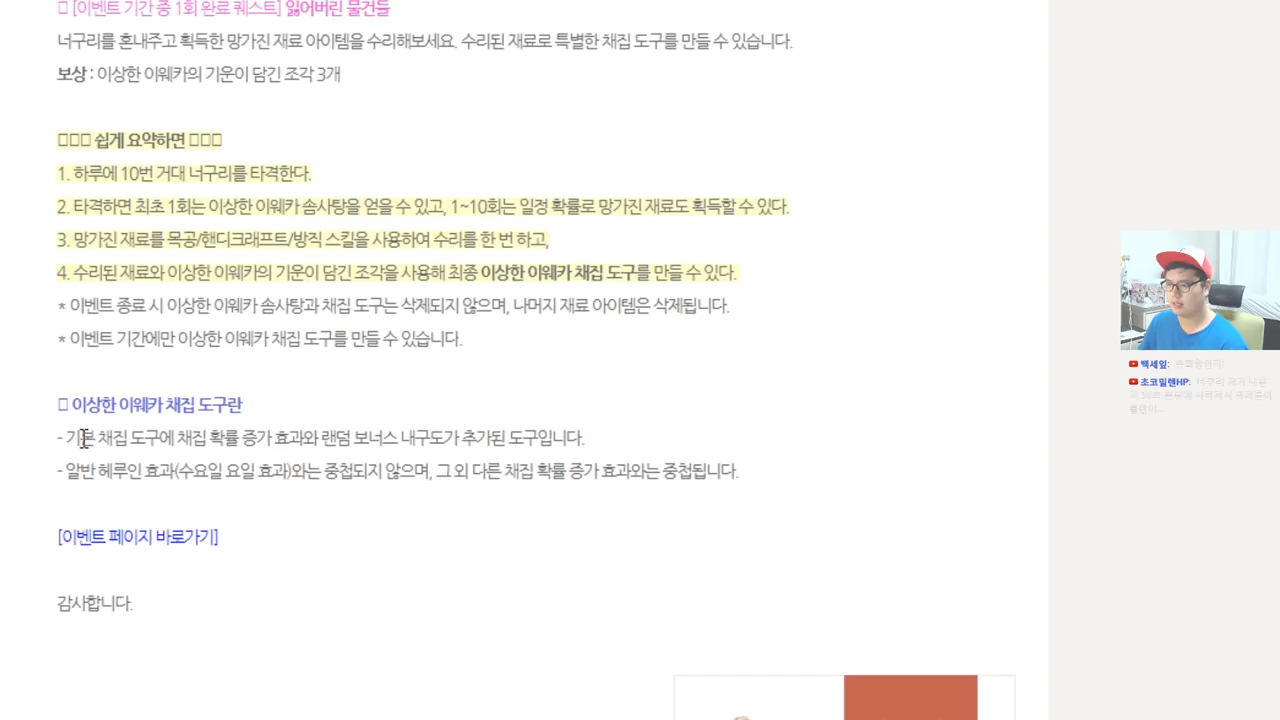 [이벤트 기간 중 1회 완료 퀘스트] 잃어버린 물건들
너구리를 혼내주고 획득한 망가진 재료 아이템을 수리해보세요. 수리된 재료로 특별한 채집 도구를 만들 수 있습니다.
보상 : 이상한 이웨카의 기운이 담긴 조각 3개
쉽게 요약하면
1. 하루에 10번 거대 너구리를 타격한다.
2. 타격하면 최초 1회는 이상한 이웨카 솜사탕을 얻을 수 있고, 1~10회는 일정 확률로 망가진 재료도 획득할 수 있다.
3. 망가진 재료를 목공/핸디크래프트/방직 스킬을 사용하여 수리를 한 번 하고,
4. 수리된 재료와 이상한 이웨카의 기운이 담긴 조각을 사용해 최종 이상한 이웨카 채집 도구를 만들 수 있다.
* 이벤트 종료 시 이상한 이웨카 솜사탕과 채집 도구는 삭제되지 않으며, 나머지 재료 아이템은 삭제됩니다.
* 이벤트 기간에만 이상한 이웨카 채집 도구를 만들 수 있습니다.
이상한 이웨카 채집 도구란
- 기본 채집 도구에 채집 확률 증가 효과와 랜덤 보너스 내구도가 추가된 도구입니다.
- 알반 헤루인 효과(수요일 요일 효과)와는 중첩되지 않으며, 그 외 다른 채집 확률 증가 효과와는 중첩됩니다.
[이벤트 페이지 바로가기]
감사합니다.
백세잎:
초코밀렌HP: